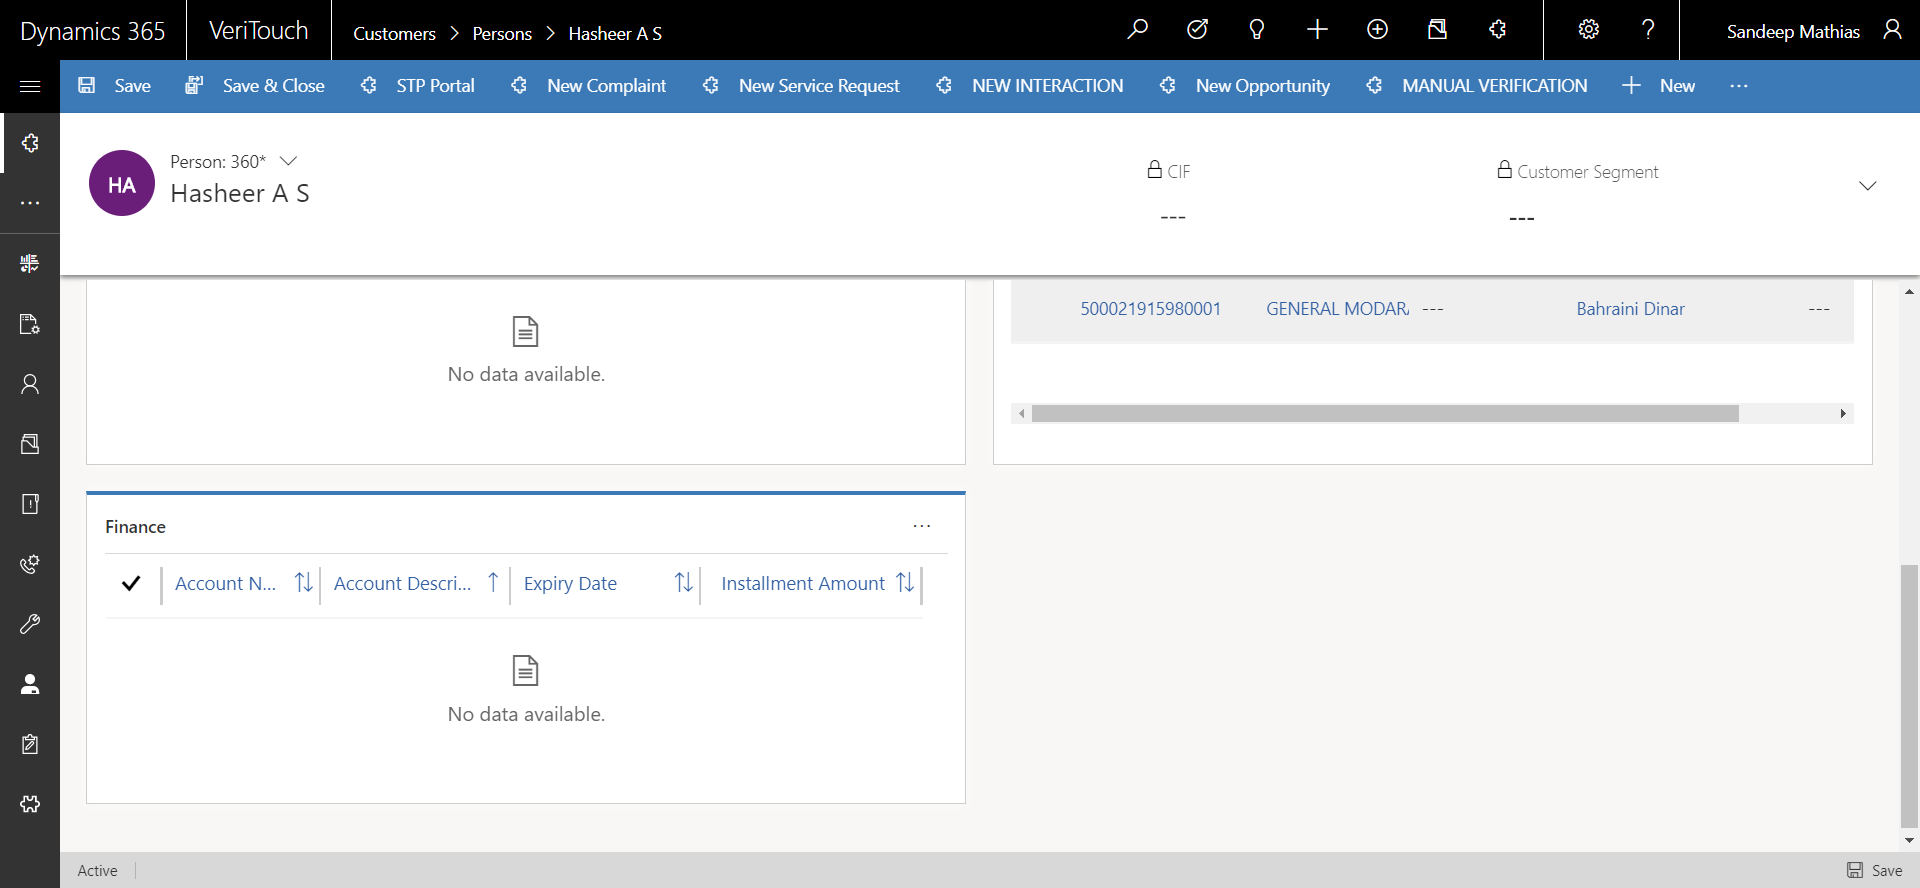 Dynamics 365 VeriTouch Customers > Persons > Hasheer A S Sandeep Mathias
Save Save & Close STP Portal New Complaint New Service Request NEW INTERACTION New Opportunity MANUAL VERIFICATION New ...
HA
Person: 360*
Hasheer A S
CIF
---
Customer Segment
---
No data available.
500021915980001 GENERAL MODAR --- Bahraini Dinar ---
Finance ...
Account N... Account Descri... Expiry Date Installment Amount
No data available.
Active Save